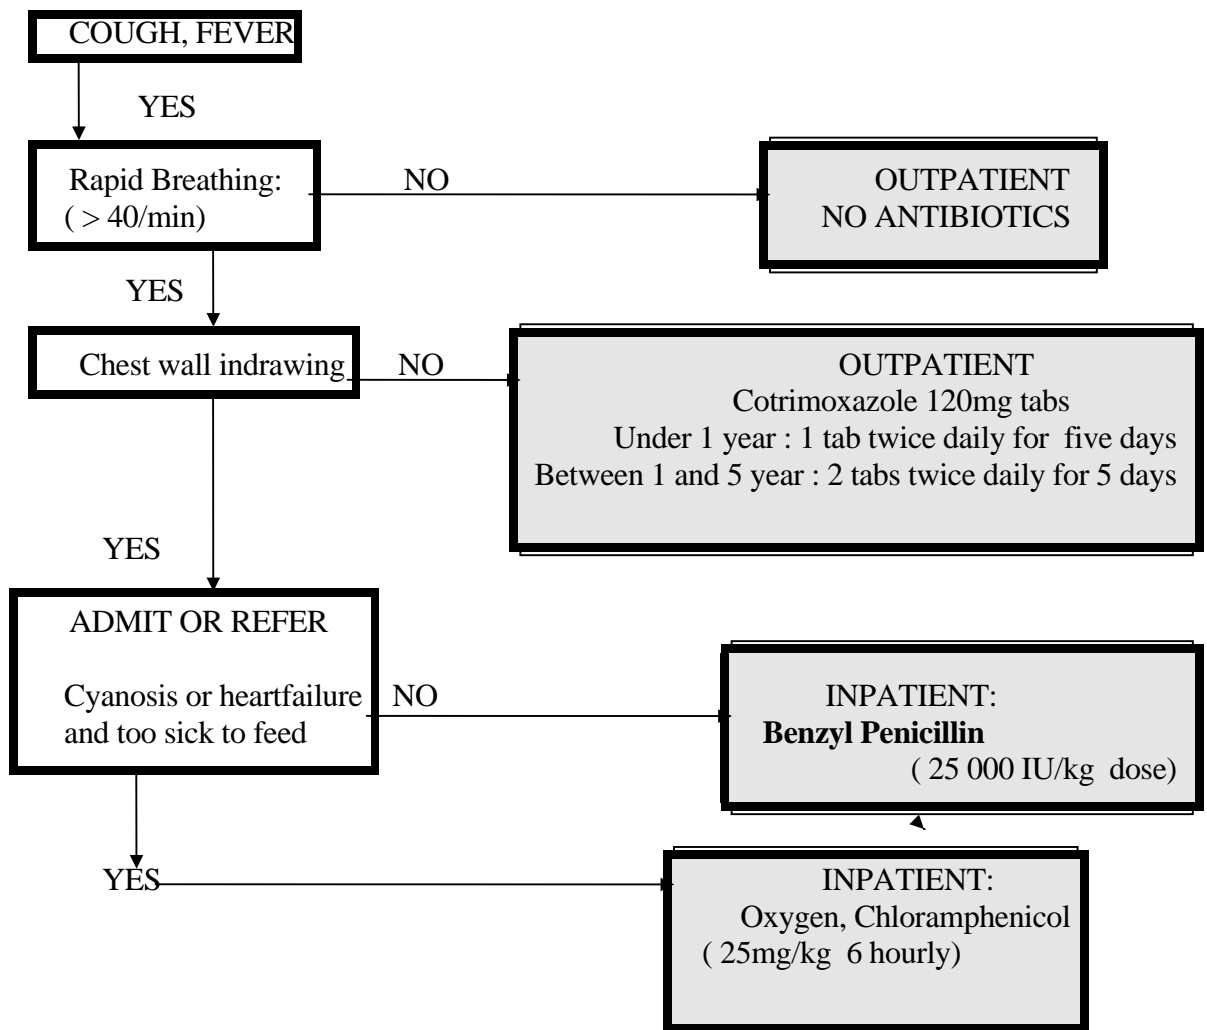 COUGH, FEVER
YES
Rapid Breathing:
( > 40/min)
NO
OUTPATIENT
NO ANTIBIOTICS
YES
Chest wall indrawing
NO
OUTPATIENT
Cotrimoxazole 120mg tabs
Under 1 year : 1 tab twice daily for five days
Between 1 and 5 year : 2 tabs twice daily for 5 days
YES
ADMIT OR REFER
Cyanosis or heartfailure
and too sick to feed
NO
INPATIENT:
Benzyl Penicillin
( 25 000 IU/kg dose)
YES
INPATIENT:
Oxygen, Chloramphenicol
( 25mg/kg 6 hourly)